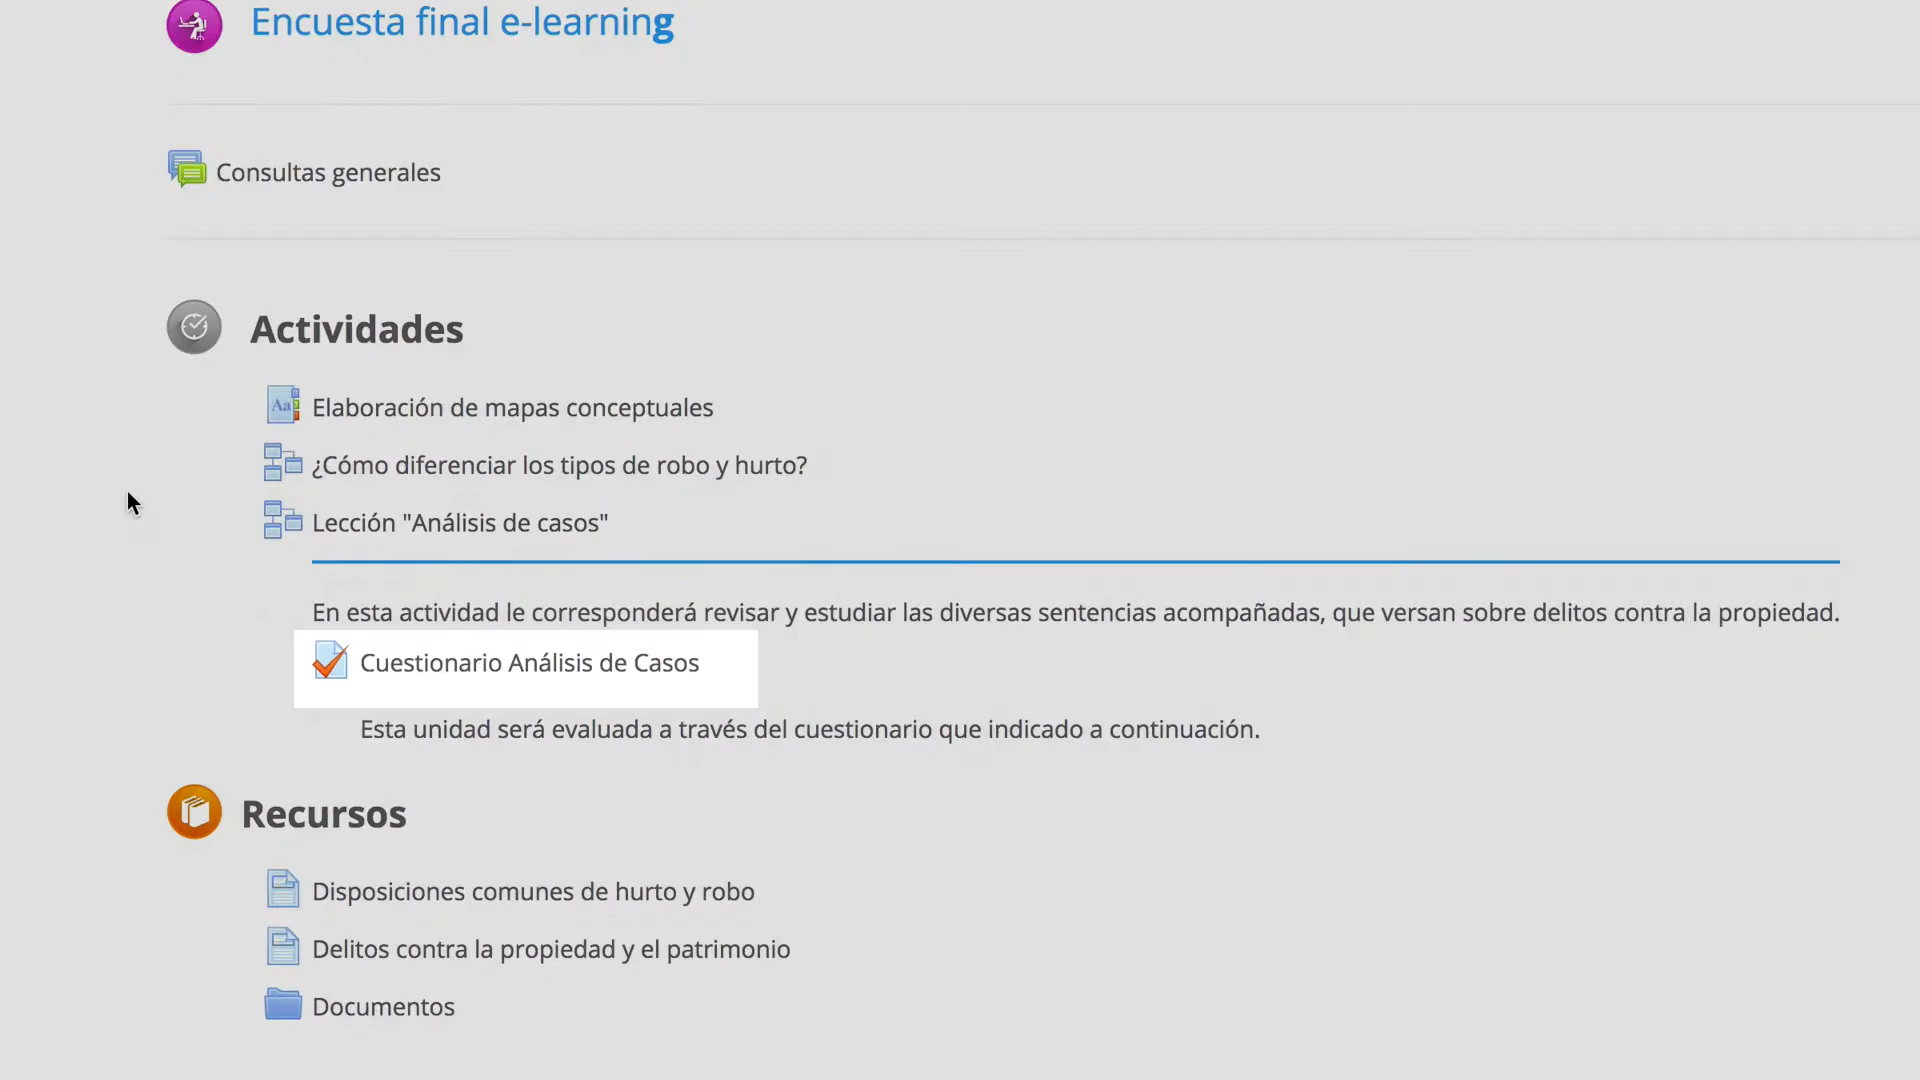 Encuesta final e-learning
Consultas generales
Actividades
Aa
Elaboración de mapas conceptuales
¿Cómo diferenciar los tipos de robo y hurto?
Lección "Análisis de casos"
En esta actividad le corresponderá revisar y estudiar las diversas sentencias acompañadas, que versan sobre delitos contra la propiedad.
Cuestionario Análisis de Casos
Esta unidad será evaluada a través del cuestionario que indicado a continuación.
Recursos
Disposiciones comunes de hurto y robo
Delitos contra la propiedad y el patrimonio
Documentos